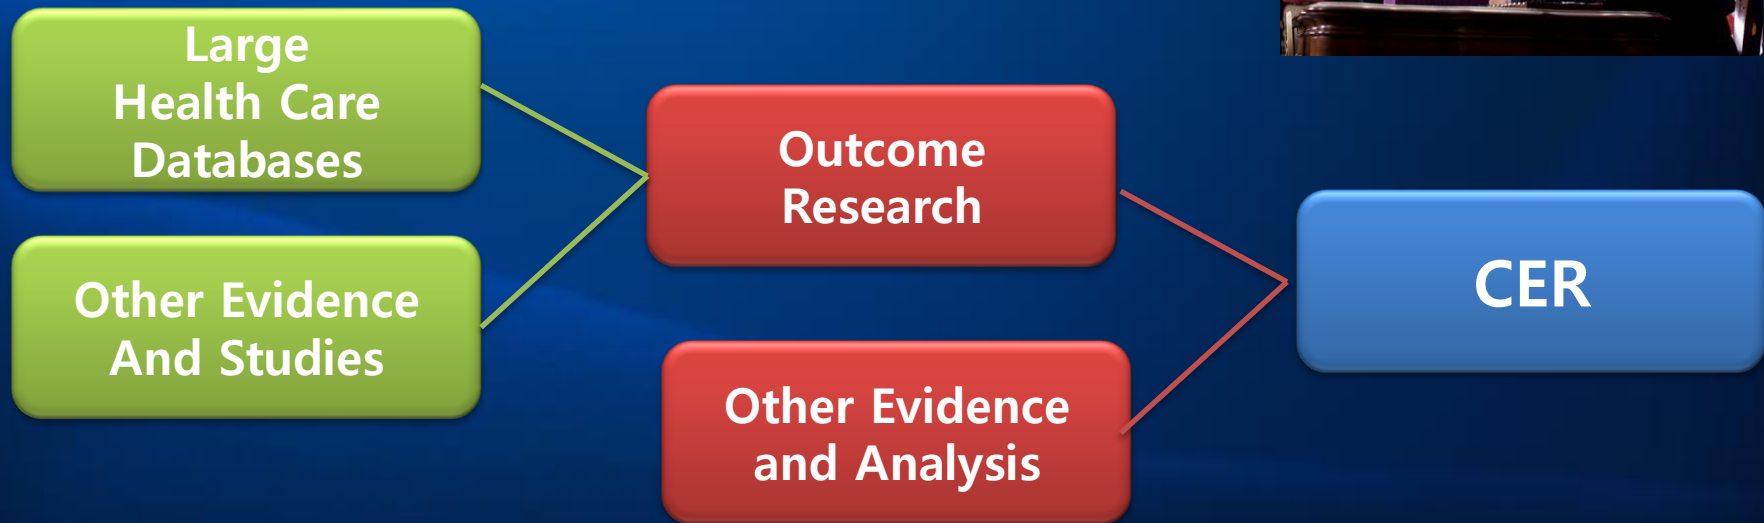 Large
Health Care
Databases
Other Evidence
And Studies
Outcome
Research
Other Evidence
and Analysis
CER